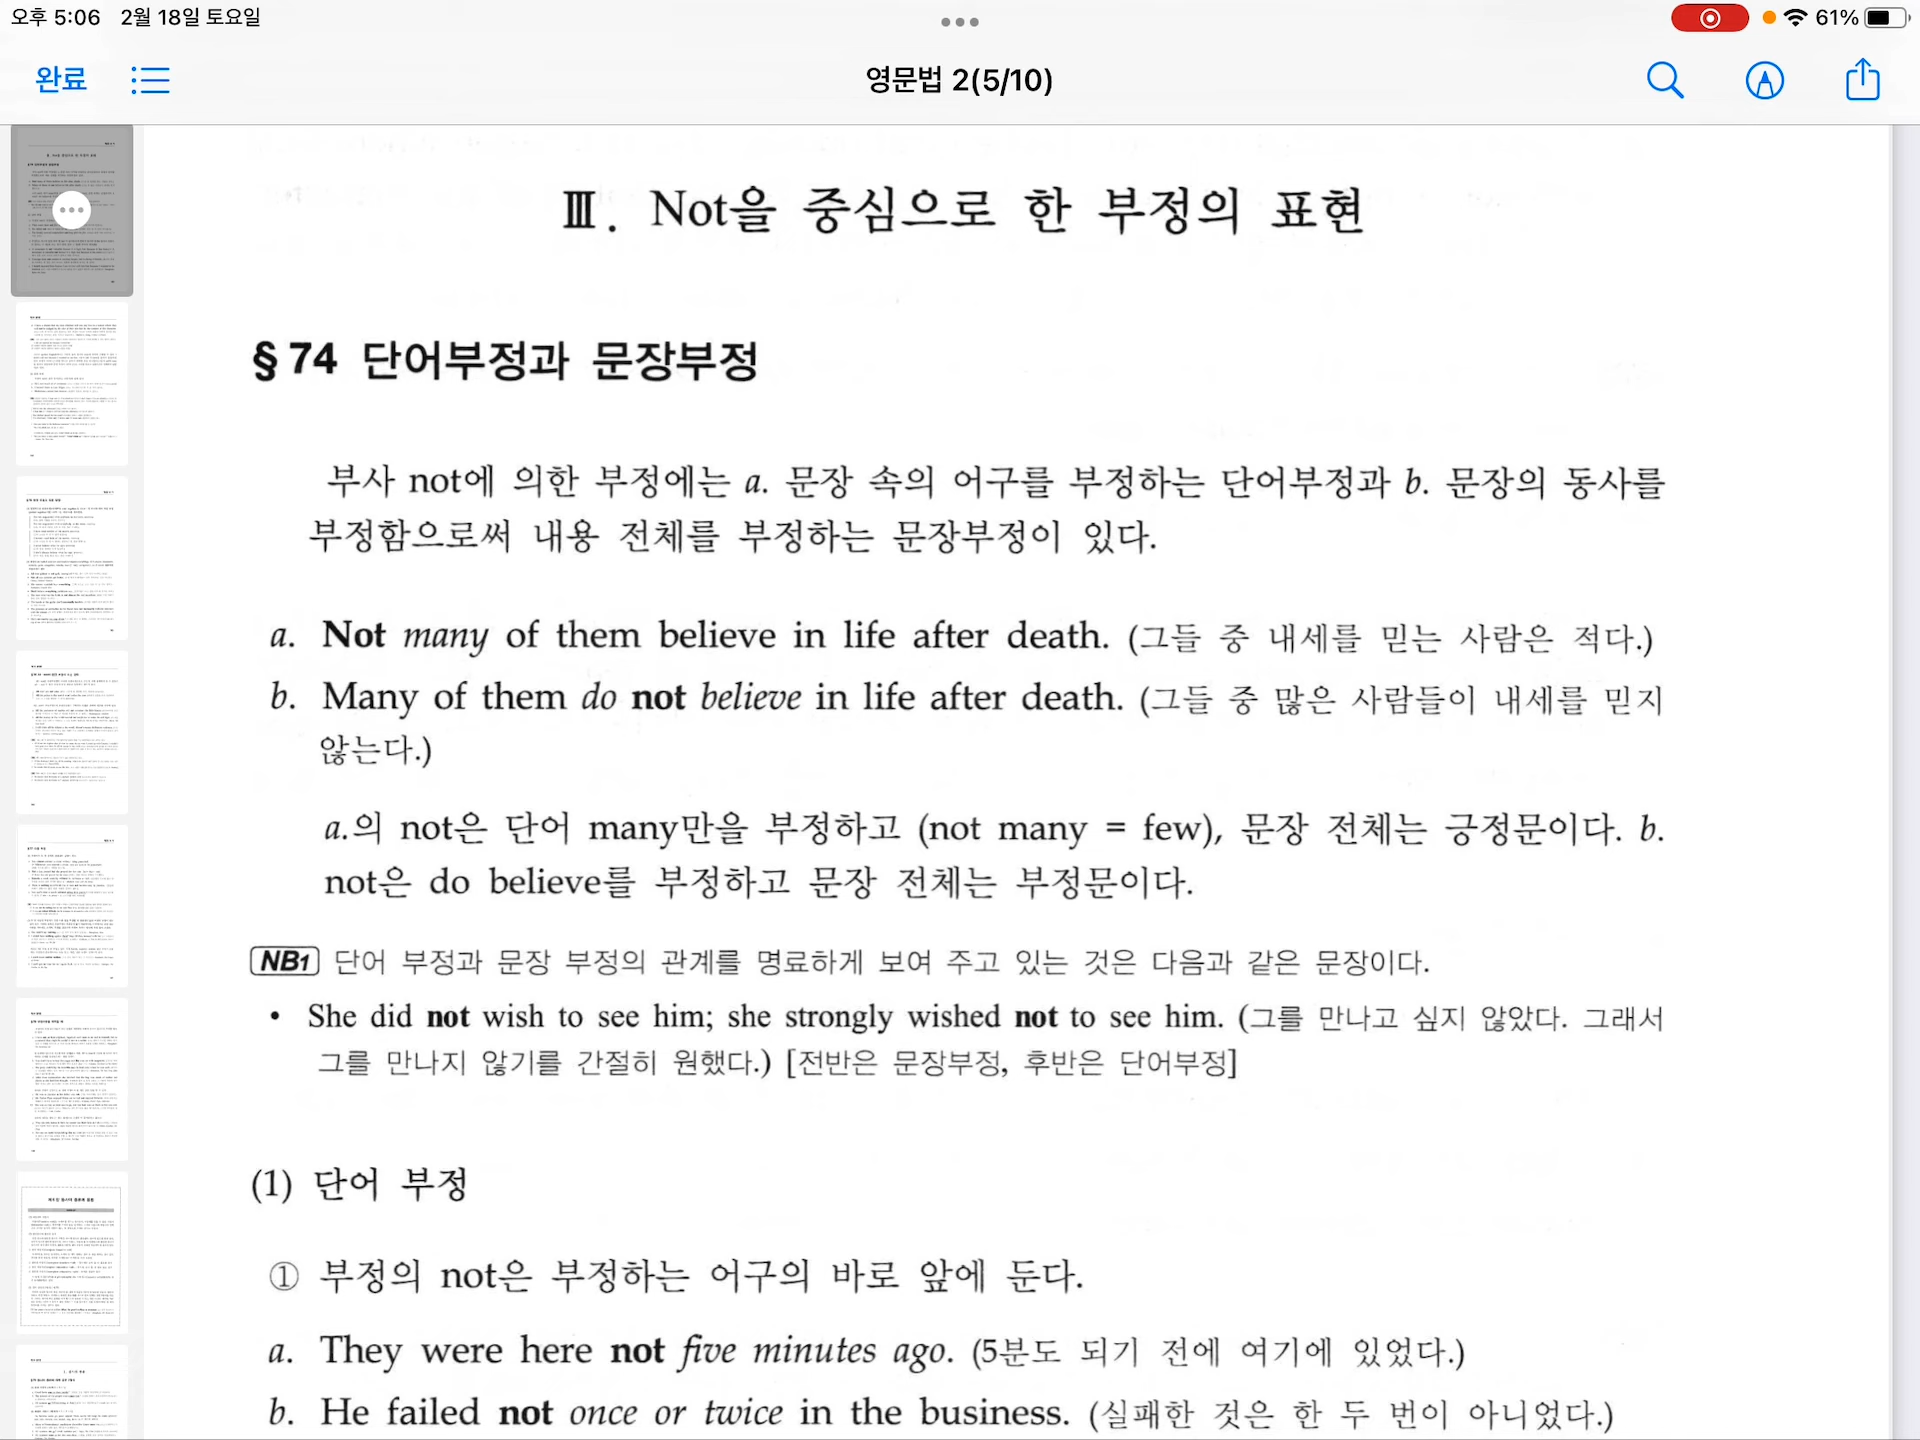 오후 5:06 2월 18일 토요일
61%
완료
영문법 2(5/10)
Ⅲ. Not을 중심으로 한 부정의 표현
§74 단어부정과 문장부정
부사 not에 의한 부정에는 a. 문장 속의 어구를 부정하는 단어부정과 b. 문장의 동사를
부정함으로써 내용 전체를 부정하는 문장부정이 있다.
a. Not many of them believe in life after death. (그들 중 내세를 믿는 사람은 적다.)
b. Many of them do not believe in life after death. (그들 중 많은 사람들이 내세를 믿지
않는다.)
a.의 not은 단어 many만을 부정하고 (not many = few), 문장 전체는 긍정문이다. b.
not은 do believe를 부정하고 문장 전체는 부정문이다.
NB1 단어 부정과 문장 부정의 관계를 명료하게 보여 주고 있는 것은 다음과 같은 문장이다.
• She did not wish to see him; she strongly wished not to see him. (그를 만나고 싶지 않았다. 그래서
그를 만나지 않기를 간절히 원했다.) [전반은 문장부정, 후반은 단어부정]
(1) 단어 부정
① 부정의 not은 부정하는 어구의 바로 앞에 둔다.
a. They were here not five minutes ago. (5분도 되기 전에 여기에 있었다.)
b. He failed not once or twice in the business. (실패한 것은 한 두 번이 아니었다.)